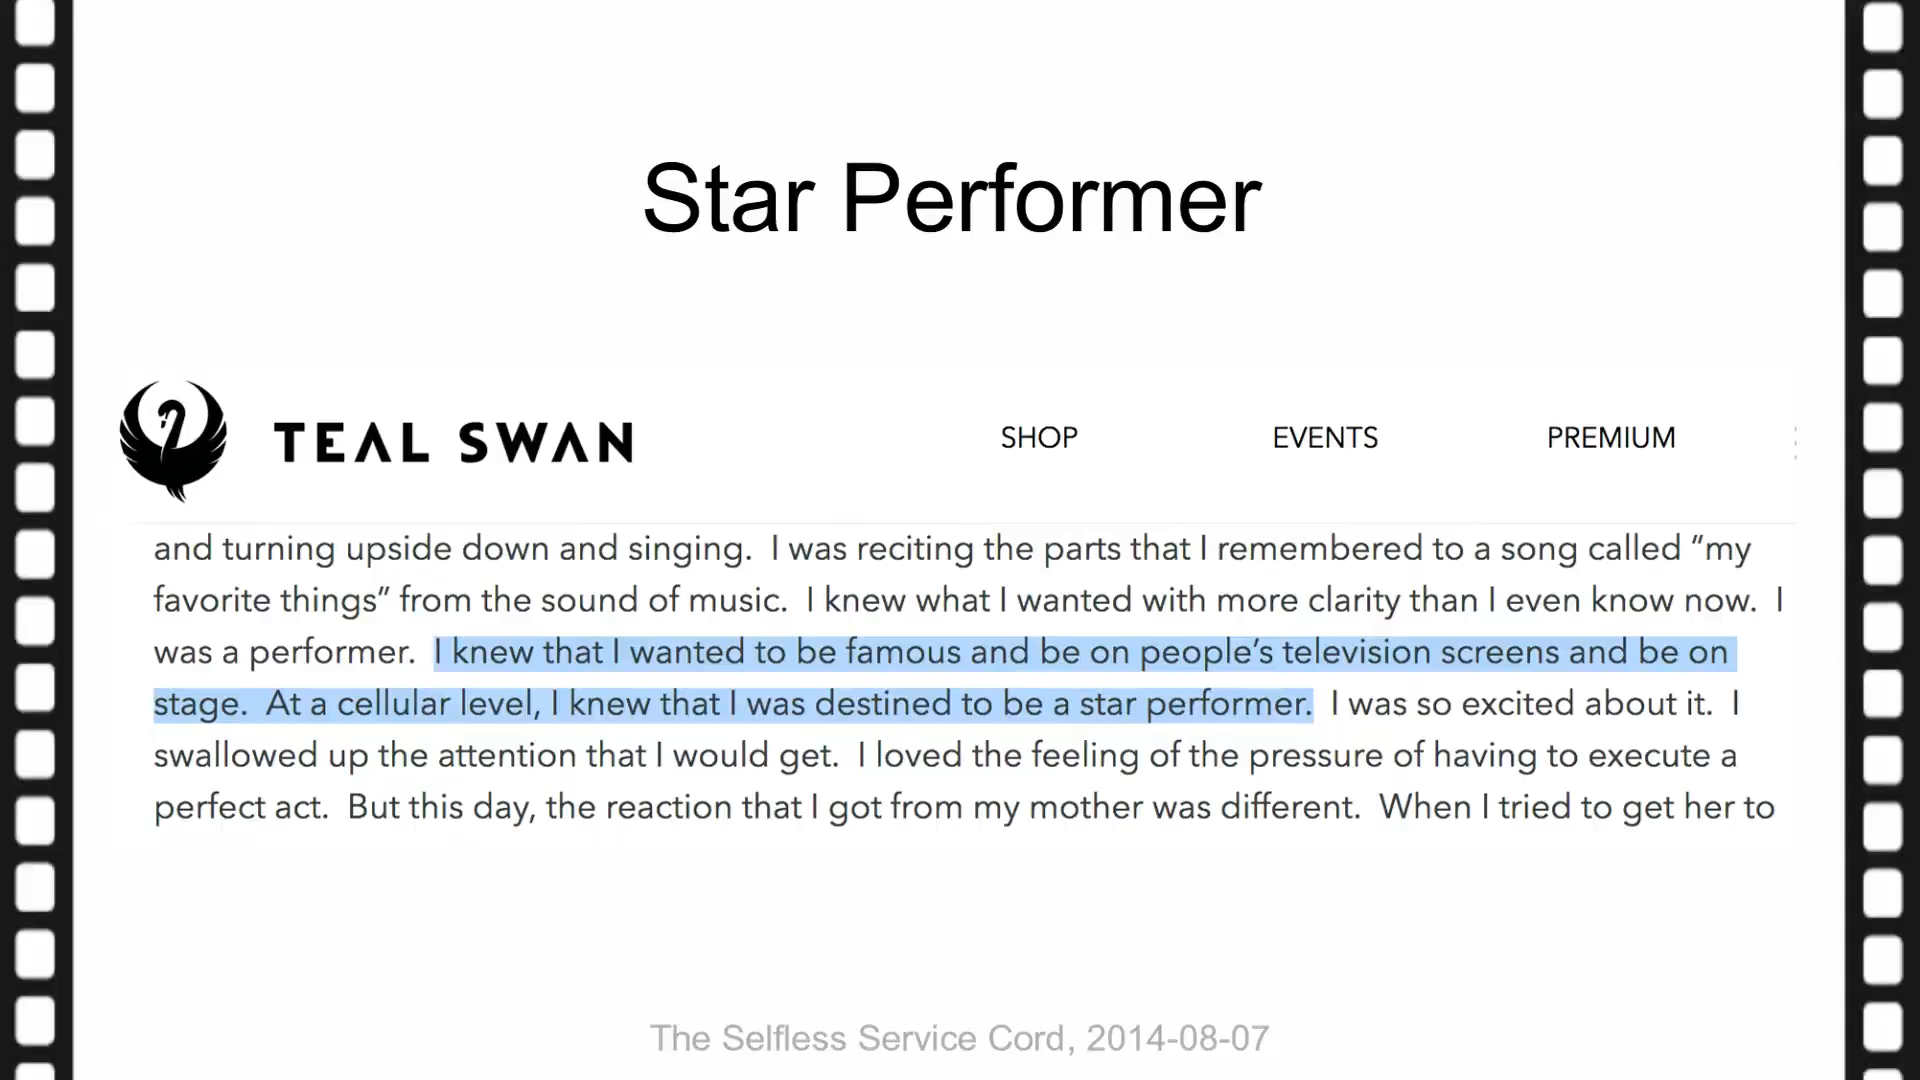 Star Performer
TEAL SWAN
SHOP
EVENTS
PREMIUM
and turning upside down and singing.  I was reciting the parts that I remembered to a song called “my
favorite things” from the sound of music.  I knew what I wanted with more clarity than I even know now.  I
was a performer.  I knew that I wanted to be famous and be on people’s television screens and be on
stage.  At a cellular level, I knew that I was destined to be a star performer.  I was so excited about it.  I
swallowed up the attention that I would get.  I loved the feeling of the pressure of having to execute a
perfect act.  But this day, the reaction that I got from my mother was different.  When I tried to get her to
The Selfless Service Cord, 2014-08-07